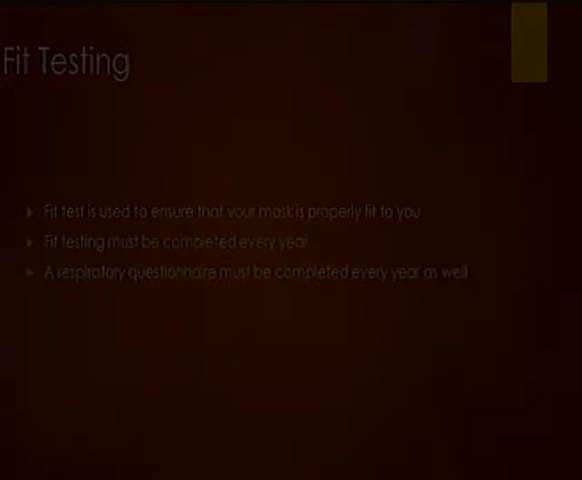 Fit Testing
Fit test is used to ensure that your mask is properly fit to you
Fit testing must be completed every year
A respiratory questionnaire must be completed every year as well